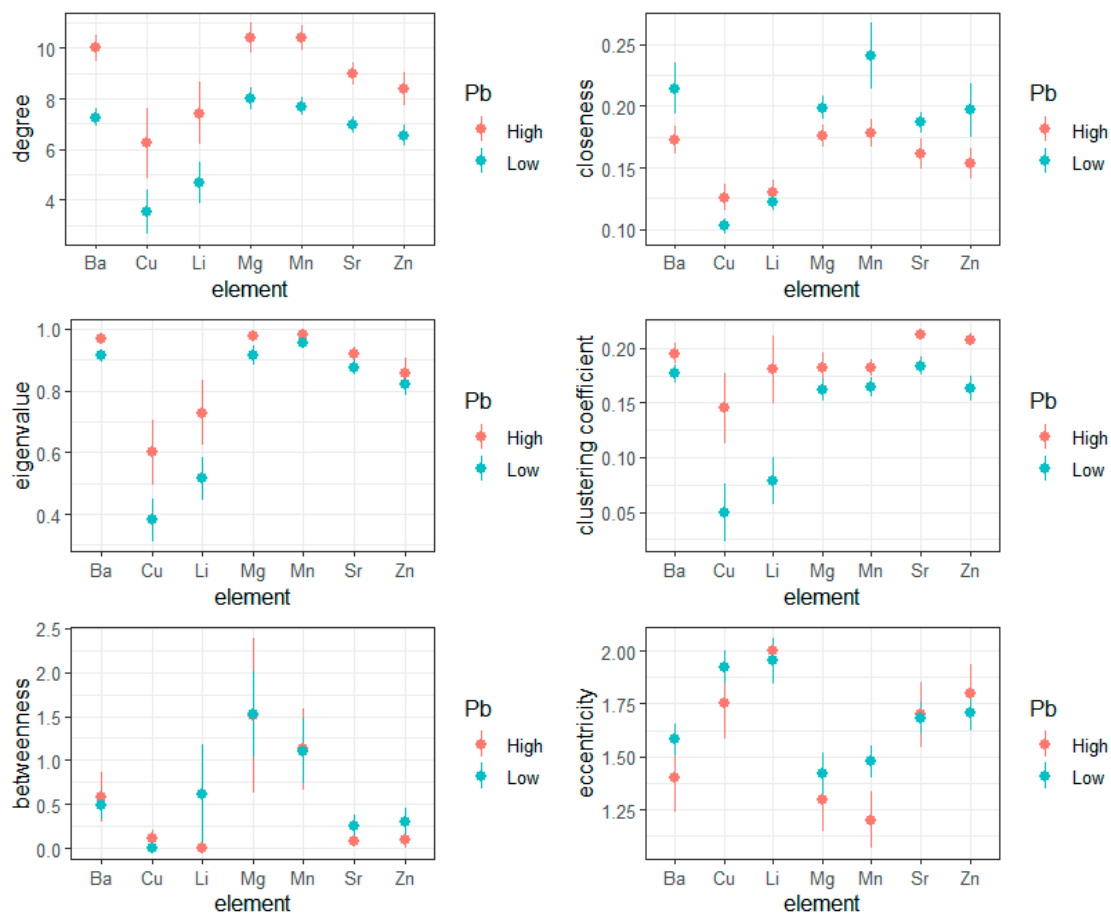 10
8
6
4
degree
Ba Cu Li Mg Mn Sr Zn
element
Pb
High
Low
0.25
0.20
0.15
0.10
closeness
Ba Cu Li Mg Mn Sr Zn
element
Pb
High
Low
1.0
0.8
0.6
0.4
eigenvalue
Ba Cu Li Mg Mn Sr Zn
element
Pb
High
Low
0.20
0.15
0.10
0.05
clustering coefficient
Ba Cu Li Mg Mn Sr Zn
element
Pb
High
Low
2.5
2.0
1.5
1.0
0.5
0.0
betweenness
Ba Cu Li Mg Mn Sr Zn
element
Pb
High
Low
2.00
1.75
1.50
1.25
eccentricity
Ba Cu Li Mg Mn Sr Zn
element
Pb
High
Low